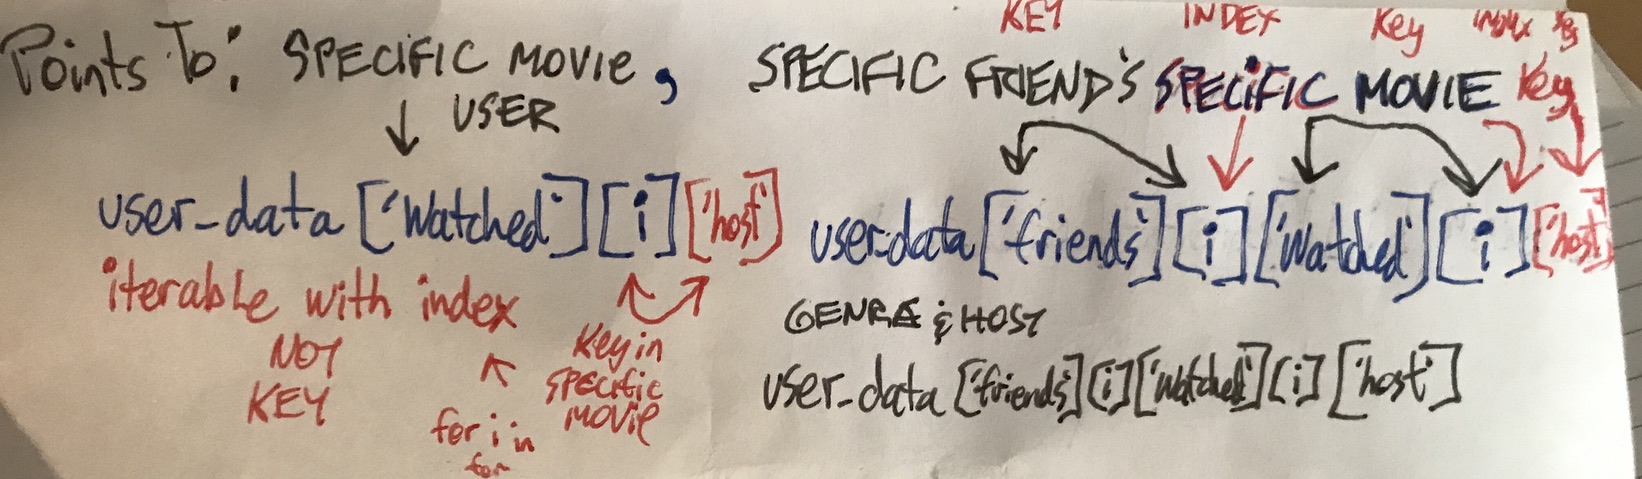 KEY INDEX Key index key
Points To: SPECIFIC MOVIE, SPECIFIC FRIEND'S SPECIFIC MOVIE Key
USER
user_data ['Watched'] [i] ['host'] user_data ['friends'] [i] ['Watched'] [i] ['host']
iterable with index
NOT
KEY
Key in
SPECIFIC
MOVIE
for i in
for
GENRA & HOST
user_data ['friends'] [i] ['watched'] [i] ['host']